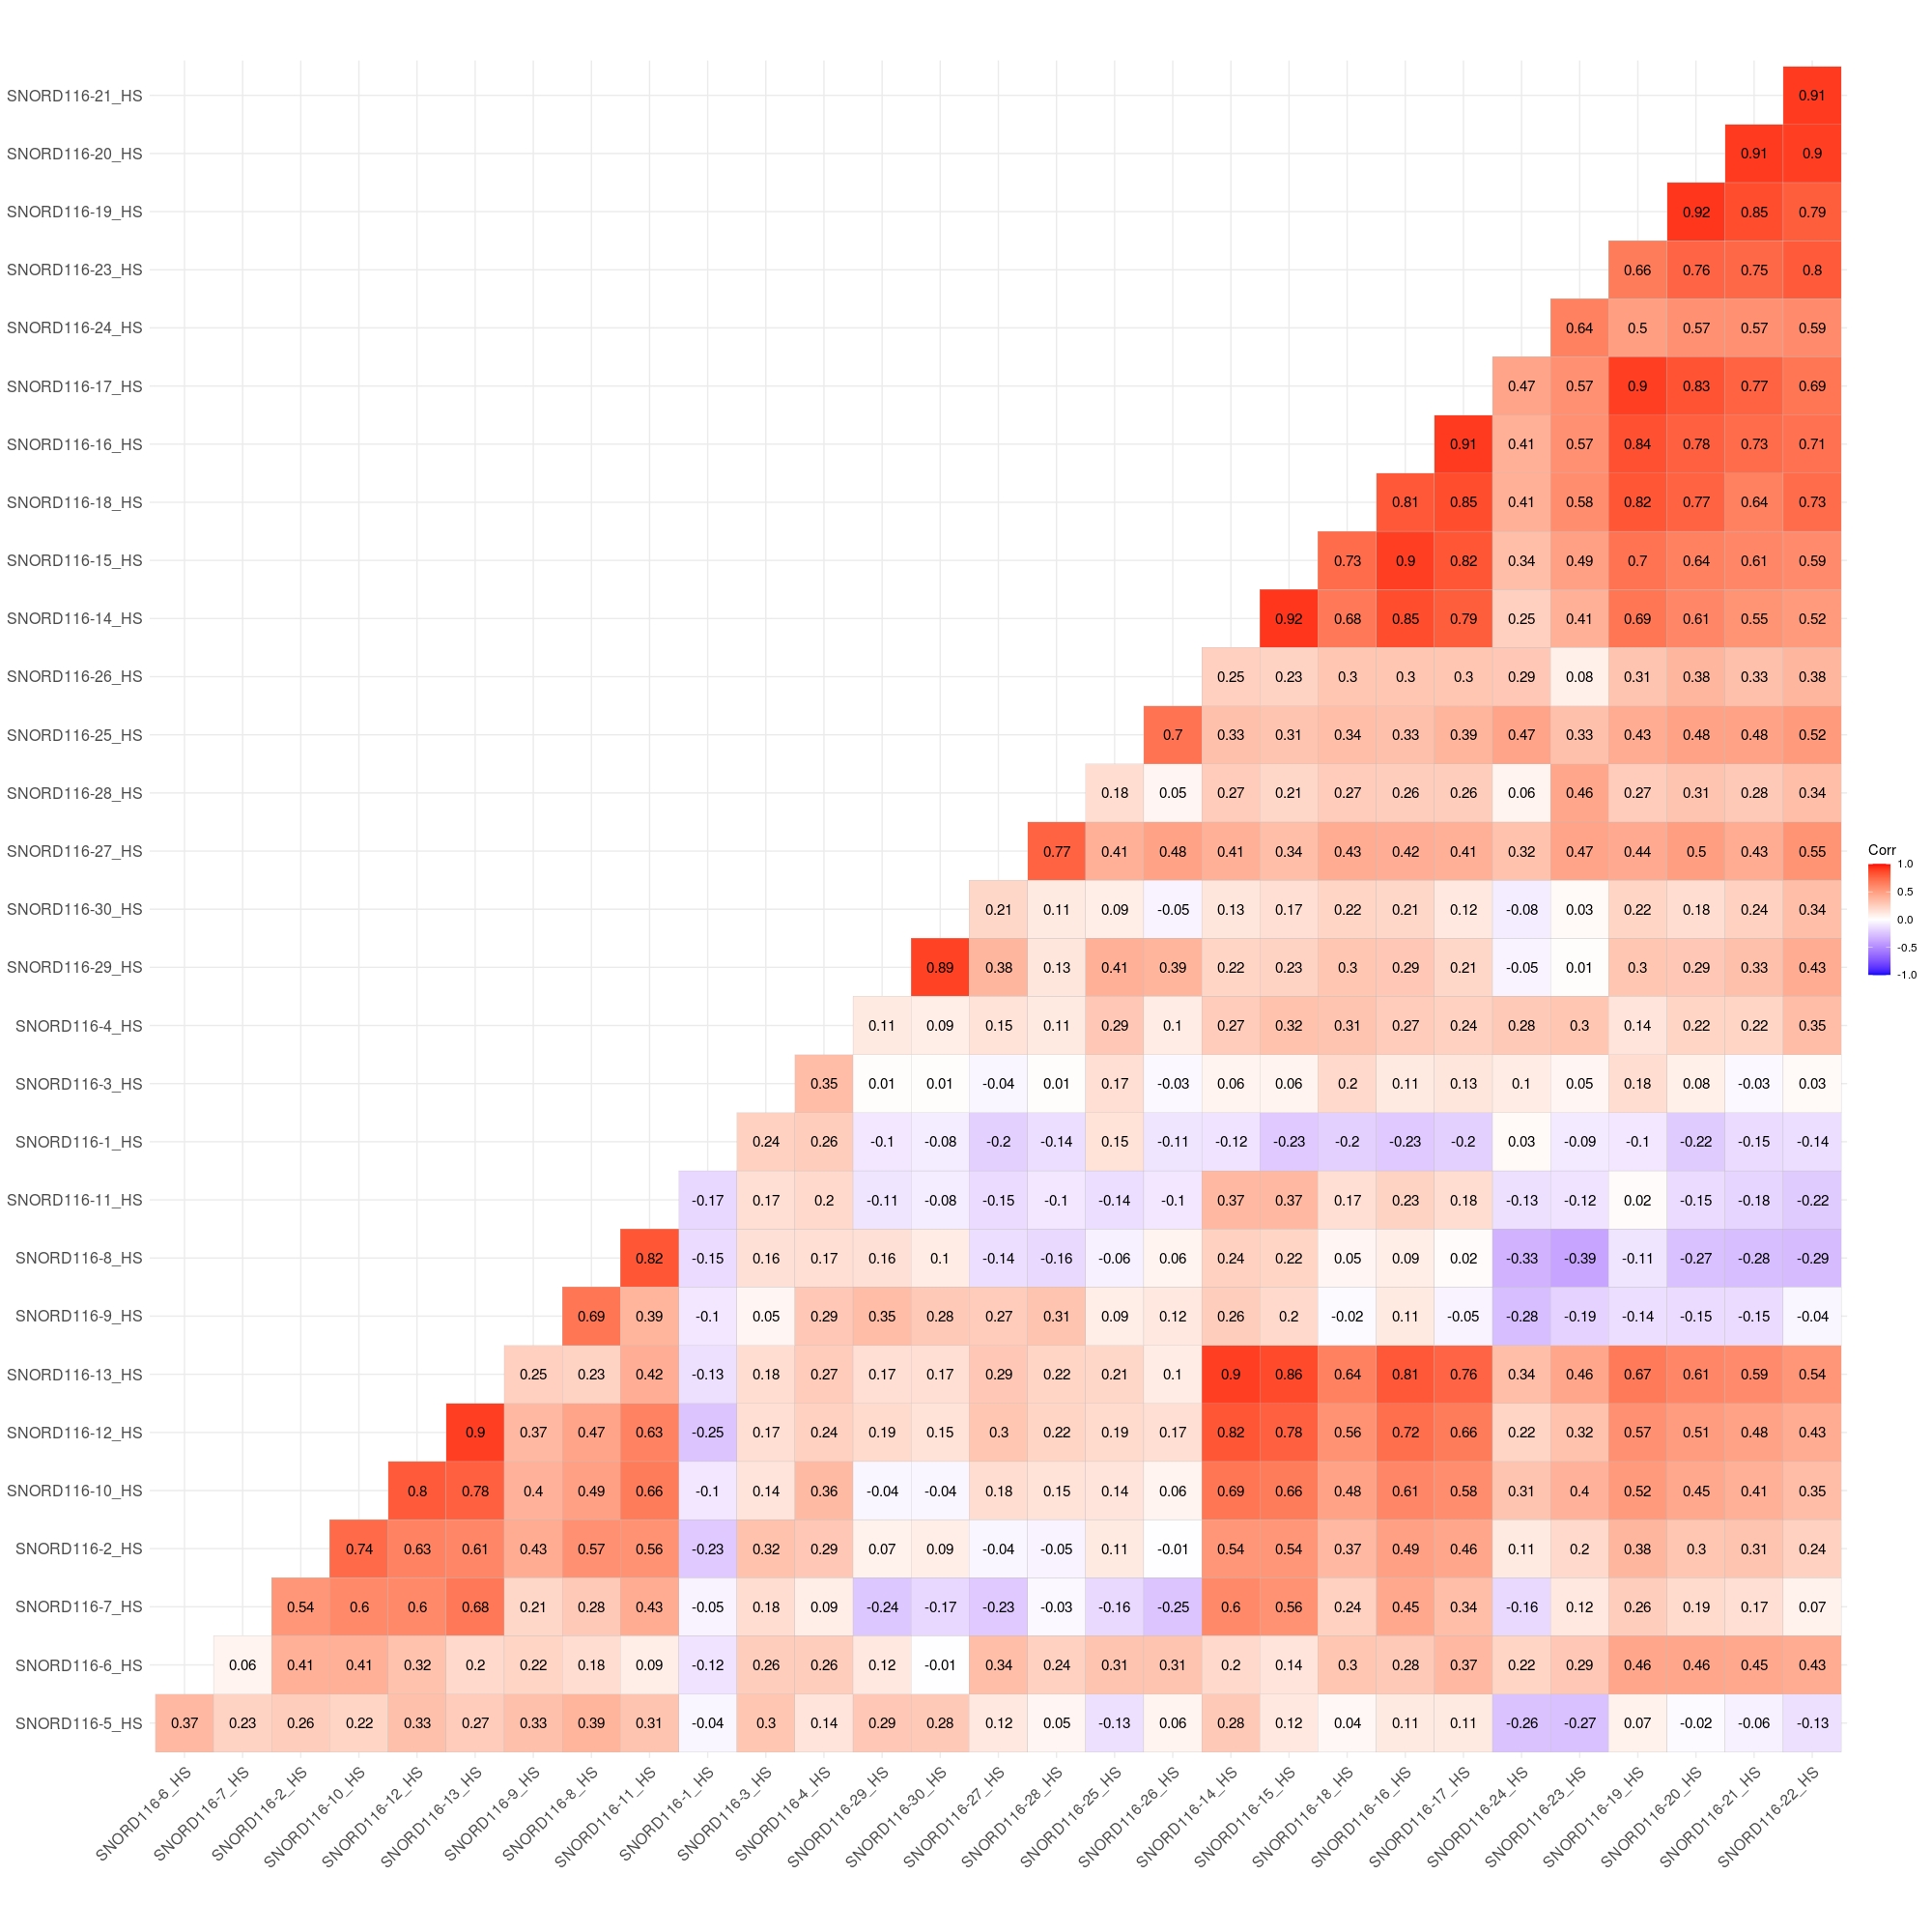 SNORD116-21_HS 0.91
SNORD116-20_HS 0.91 0.9
SNORD116-19_HS 0.92 0.85 0.79
SNORD116-23_HS 0.66 0.76 0.75 0.8
SNORD116-24_HS 0.64 0.5 0.57 0.57 0.59
SNORD116-17_HS 0.47 0.57 0.9 0.83 0.77 0.69
SNORD116-16_HS 0.91 0.41 0.57 0.84 0.78 0.73 0.71
SNORD116-18_HS 0.81 0.85 0.41 0.58 0.82 0.77 0.64 0.73
SNORD116-15_HS 0.73 0.9 0.82 0.34 0.49 0.7 0.64 0.61 0.59
SNORD116-14_HS 0.92 0.68 0.85 0.79 0.25 0.41 0.69 0.61 0.55 0.52
SNORD116-26_HS 0.25 0.23 0.3 0.3 0.3 0.29 0.08 0.31 0.38 0.33 0.38
SNORD116-25_HS 0.7 0.33 0.31 0.34 0.33 0.39 0.47 0.33 0.43 0.48 0.48 0.52
SNORD116-28_HS 0.18 0.05 0.27 0.21 0.27 0.26 0.26 0.06 0.46 0.27 0.31 0.28 0.34
SNORD116-27_HS 0.77 0.41 0.48 0.41 0.34 0.43 0.42 0.41 0.32 0.47 0.44 0.5 0.43 0.55
SNORD116-30_HS 0.21 0.11 0.09 -0.05 0.13 0.17 0.22 0.21 0.12 -0.08 0.03 0.22 0.18 0.24 0.34
SNORD116-29_HS 0.89 0.38 0.13 0.41 0.39 0.22 0.23 0.3 0.29 0.21 -0.05 0.01 0.3 0.29 0.33 0.43
SNORD116-4_HS 0.11 0.09 0.15 0.11 0.29 0.1 0.27 0.32 0.31 0.27 0.24 0.28 0.3 0.14 0.22 0.22 0.35
SNORD116-3_HS 0.35 0.01 0.01 -0.04 0.01 0.17 -0.03 0.06 0.06 0.2 0.11 0.13 0.1 0.05 0.18 0.08 -0.03 0.03
SNORD116-1_HS 0.24 0.26 -0.1 -0.08 -0.2 -0.14 0.15 -0.11 -0.12 -0.23 -0.2 -0.23 -0.2 0.03 -0.09 -0.1 -0.22 -0.15 -0.14
SNORD116-11_HS -0.17 0.17 0.2 -0.11 -0.08 -0.15 -0.1 -0.14 -0.1 0.37 0.37 0.17 0.23 0.18 -0.13 -0.12 0.02 -0.15 -0.18 -0.22
SNORD116-8_HS 0.82 -0.15 0.16 0.17 0.16 0.1 -0.14 -0.16 -0.06 0.06 0.24 0.22 0.05 0.09 0.02 -0.33 -0.39 -0.11 -0.27 -0.28 -0.29
SNORD116-9_HS 0.69 0.39 -0.1 0.05 0.29 0.35 0.28 0.27 0.31 0.09 0.12 0.26 0.2 -0.02 0.11 -0.05 -0.28 -0.19 -0.14 -0.15 -0.15 -0.04
SNORD116-13_HS 0.25 0.23 0.42 -0.13 0.18 0.27 0.17 0.17 0.29 0.22 0.21 0.1 0.9 0.86 0.64 0.81 0.76 0.34 0.46 0.67 0.61 0.59 0.54
SNORD116-12_HS 0.9 0.37 0.47 0.63 -0.25 0.17 0.24 0.19 0.15 0.3 0.22 0.19 0.17 0.82 0.78 0.56 0.72 0.66 0.22 0.32 0.57 0.51 0.48 0.43
SNORD116-10_HS 0.8 0.78 0.4 0.49 0.66 -0.1 0.14 0.36 -0.04 -0.04 0.18 0.15 0.14 0.06 0.69 0.66 0.48 0.61 0.58 0.31 0.4 0.52 0.45 0.41 0.35
SNORD116-2_HS 0.74 0.63 0.61 0.43 0.57 0.56 -0.23 0.32 0.29 0.07 0.09 -0.04 -0.05 0.11 -0.01 0.54 0.54 0.37 0.49 0.46 0.11 0.2 0.38 0.3 0.31 0.24
SNORD116-7_HS 0.54 0.6 0.6 0.68 0.21 0.28 0.43 -0.05 0.18 0.09 -0.24 -0.17 -0.23 -0.03 -0.16 -0.25 0.6 0.56 0.24 0.45 0.34 -0.16 0.12 0.26 0.19 0.17 0.07
SNORD116-6_HS 0.06 0.41 0.41 0.32 0.2 0.22 0.18 0.09 -0.12 0.26 0.26 0.12 -0.01 0.34 0.24 0.31 0.31 0.2 0.14 0.3 0.28 0.37 0.22 0.29 0.46 0.46 0.45 0.43
SNORD116-5_HS 0.37 0.23 0.26 0.22 0.33 0.27 0.33 0.39 0.31 -0.04 0.3 0.14 0.29 0.28 0.12 0.05 -0.13 0.06 0.28 0.12 0.04 0.11 0.11 -0.26 -0.27 0.07 -0.02 -0.06 -0.13
SNORD116-6_HS
SNORD116-7_HS
SNORD116-2_HS
SNORD116-10_HS
SNORD116-12_HS
SNORD116-13_HS
SNORD116-9_HS
SNORD116-8_HS
SNORD116-11_HS
SNORD116-1_HS
SNORD116-3_HS
SNORD116-4_HS
SNORD116-29_HS
SNORD116-30_HS
SNORD116-27_HS
SNORD116-28_HS
SNORD116-25_HS
SNORD116-26_HS
SNORD116-14_HS
SNORD116-15_HS
SNORD116-18_HS
SNORD116-16_HS
SNORD116-17_HS
SNORD116-24_HS
SNORD116-23_HS
SNORD116-19_HS
SNORD116-20_HS
SNORD116-21_HS
SNORD116-22_HS
Corr
1.0
0.5
0.0
-0.5
-1.0